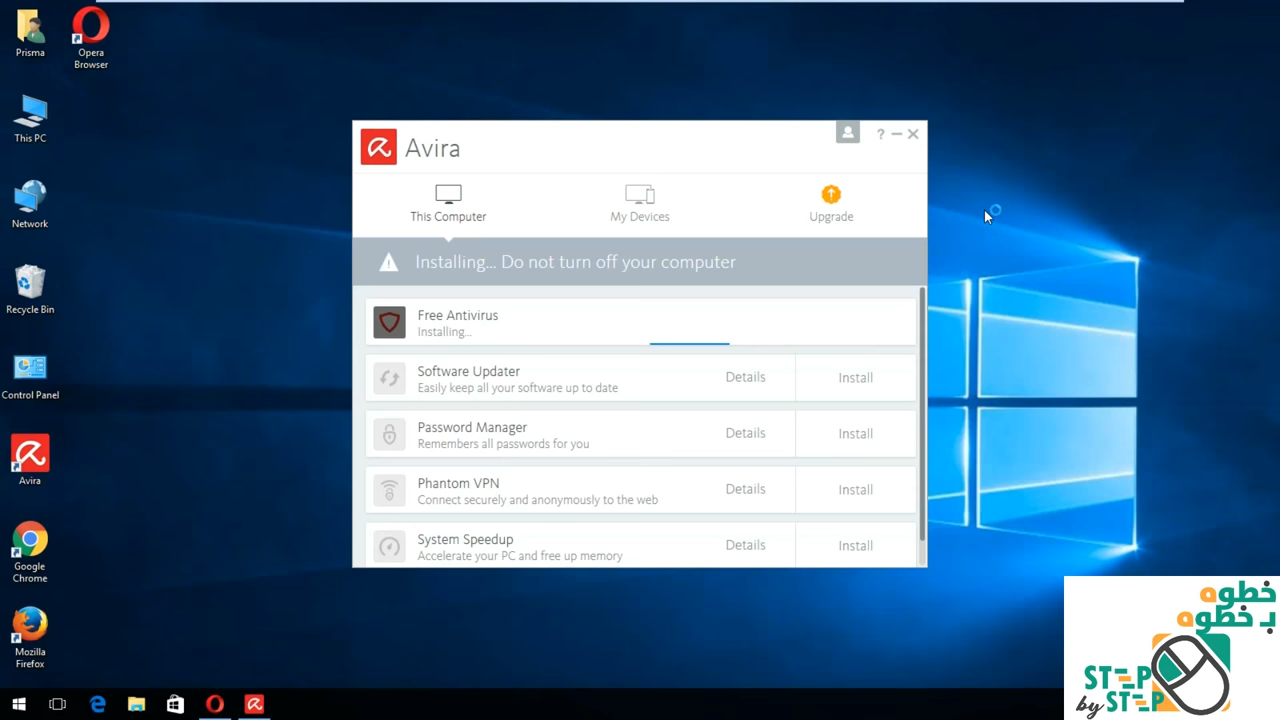 Prisma
Opera
Browser
This PC
Network
Recycle Bin
Control Panel
Avira
Google
Chrome
Mozilla
Firefox
Avira
?
This Computer
My Devices
Upgrade
Installing... Do not turn off your computer
Free Antivirus
Installing...
Software Updater
Easily keep all your software up to date
Details
Install
Password Manager
Remembers all passwords for you
Details
Install
Phantom VPN
Connect securely and anonymously to the web
Details
Install
System Speedup
Accelerate your PC and free up memory
Details
Install
خطوه
بـ خطوه
STEP
by STEP